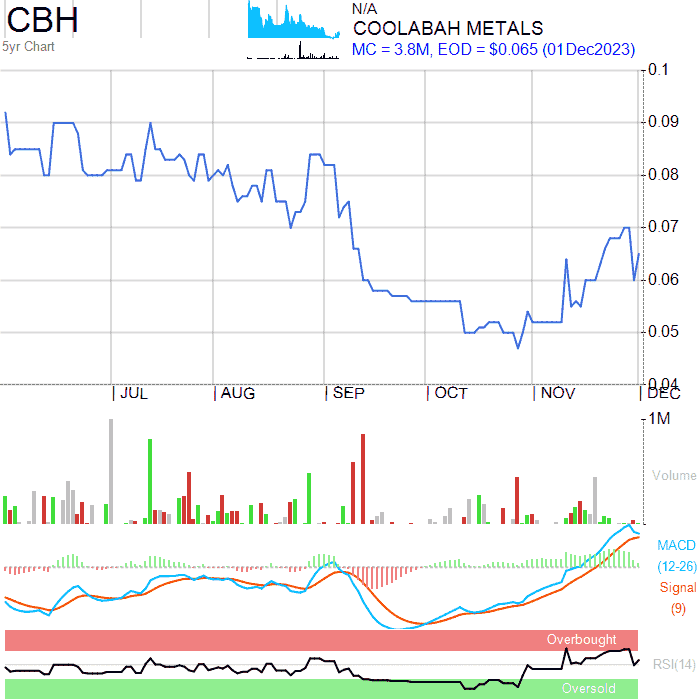 CBH
5yr Chart
N/A
COOLABAH METALS
MC = 3.8M, EOD = $0.065 (01Dec2023)
0.1
0.09
0.08
0.07
0.06
0.05
0.04
JUL AUG SEP OCT NOV DEC
1M
Volume
MACD
(12-26)
Signal
(9)
Overbought
RSI(14)
Oversold